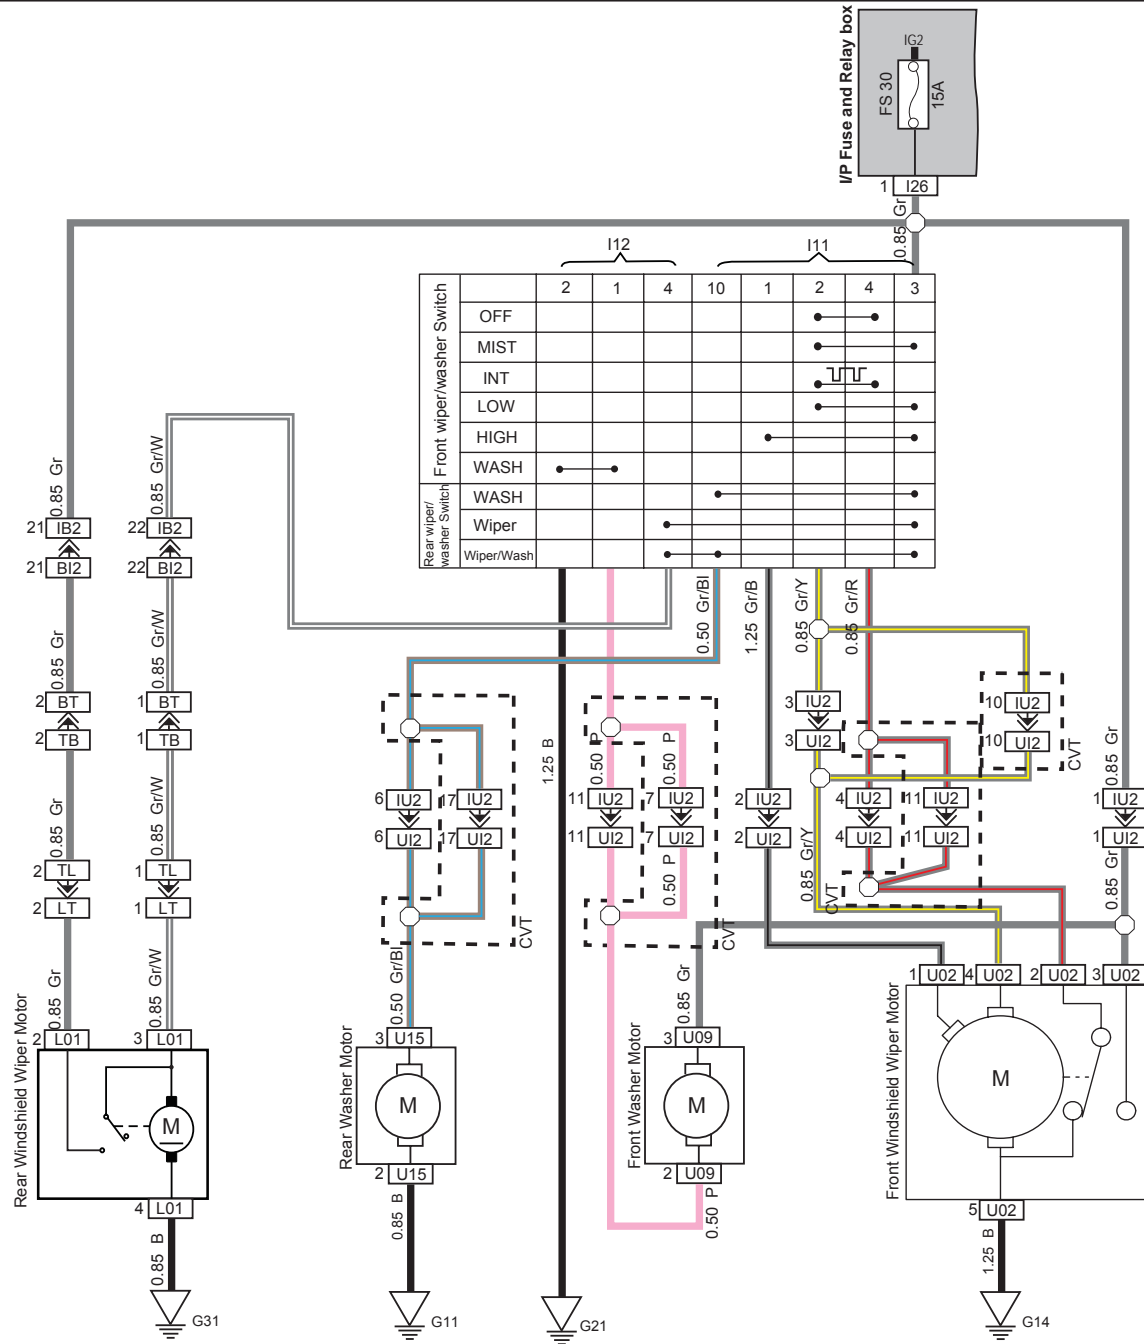 I/P Fuse and Relay box
IG2
FS 30
15A
1 I26
0.85 Gr
I12
I11
Front wiper/washer Switch
2 1 4 10 1 2 4 3
OFF
MIST
INT
LOW
HIGH
WASH
Rear wiper/
washer Switch
WASH
Wiper
Wiper/Wash
0.85 Gr
0.85 Gr/W
21 IB2
22 IB2
21 BI2
22 BI2
0.85 Gr
0.85 Gr/W
0.50 Gr/Bl
1.25 Gr/B
0.85 Gr/Y
0.85 Gr/R
2 BT
1 BT
2 TB
1 TB
3 IU2
10 IU2
3 UI2
10 UI2
CVT
1.25 B
0.50 P
0.50 P
0.85 Gr
6 IU2
17 IU2
11 IU2
7 IU2
2 IU2
4 IU2
11 IU2
1 IU2
6 UI2
17 UI2
11 UI2
7 UI2
2 UI2
4 UI2
11 UI2
1 UI2
0.85 Gr
0.85 Gr/W
2 TL
1 TL
2 LT
1 LT
0.50 P
0.85 Gr/Y
0.85 Gr
CVT
CVT
CVT
0.85 Gr
0.85 Gr/W
0.50 Gr/Bl
0.85 Gr
1 U02
4 U02
2 U02
3 U02
2 L01
3 L01
3 U15
3 U09
Rear Windshield Wiper Motor
M
Rear Washer Motor
M
Front Washer Motor
M
Front Windshield Wiper Motor
M
2 U15
2 U09
4 L01
5 U02
0.85 B
0.85 B
0.50 P
1.25 B
G31
G11
G21
G14